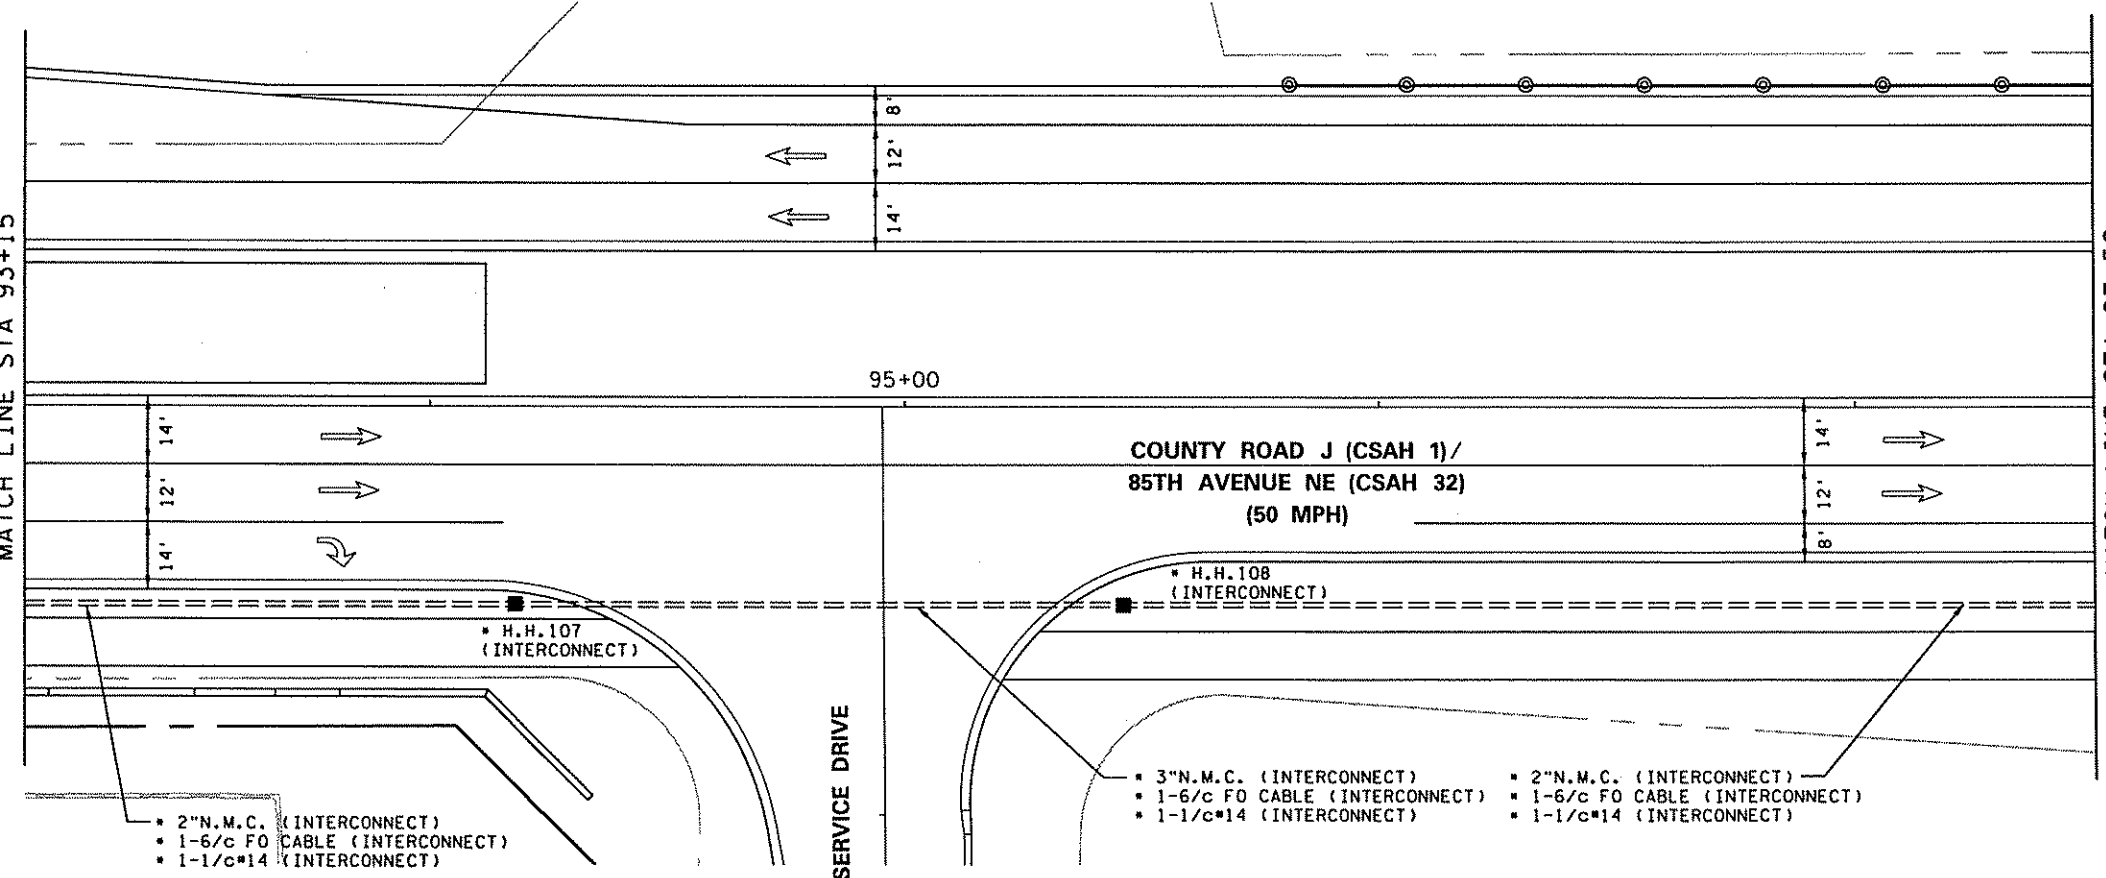 MATCH LINE STA 93+15
8'
12'
14'
95+00
14'
12'
14'
COUNTY ROAD J (CSAH 1)/
85TH AVENUE NE (CSAH 32)
(50 MPH)
14'
12'
8'
* H.H.108
(INTERCONNECT)
* H.H.107
(INTERCONNECT)
SERVICE DRIVE
* 3"N.M.C. (INTERCONNECT)
* 1-6/c FO CABLE (INTERCONNECT)
* 1-1/c#14 (INTERCONNECT)
* 2"N.M.C. (INTERCONNECT)
* 1-6/c FO CABLE (INTERCONNECT)
* 1-1/c#14 (INTERCONNECT)
* 2"N.M.C. (INTERCONNECT)
* 1-6/c FO CABLE (INTERCONNECT)
* 1-1/c#14 (INTERCONNECT)